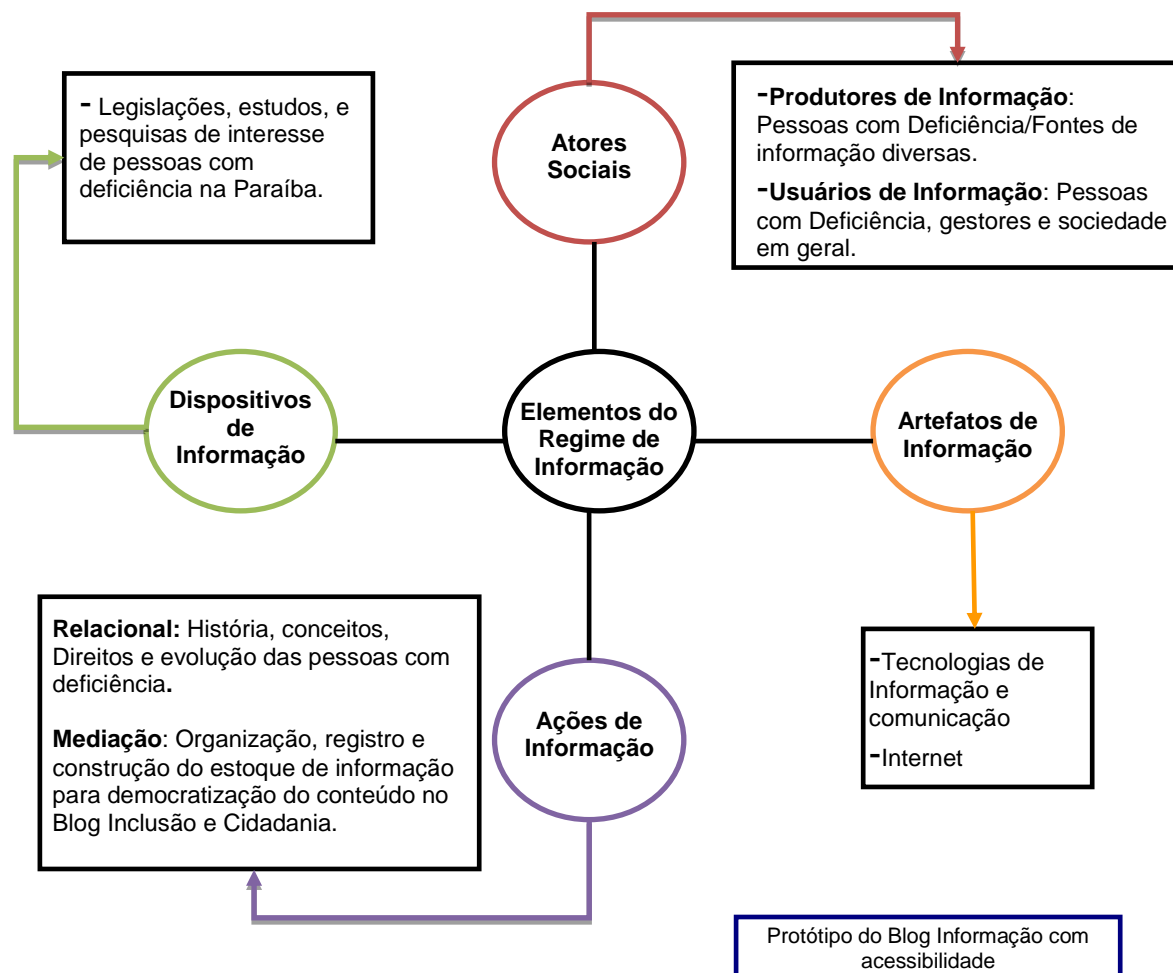 Atores
Sociais
- Legislações, estudos, e
pesquisas de interesse
de pessoas com
deficiência na Paraíba.
-Produtores de Informação:
Pessoas com Deficiência/Fontes de
informação diversas.
-Usuários de Informação: Pessoas
com Deficiência, gestores e sociedade
em geral.
Dispositivos
de
Informação
Elementos do
Regime de
Informação
Artefatos de
Informação
Relacional: História, conceitos,
Direitos e evolução das pessoas com
deficiência.
Mediação: Organização, registro e
construção do estoque de informação
para democratização do conteúdo no
Blog Inclusão e Cidadania.
Ações de
Informação
-Tecnologias de
Informação e
comunicação
-Internet
Protótipo do Blog Informação com
acessibilidade